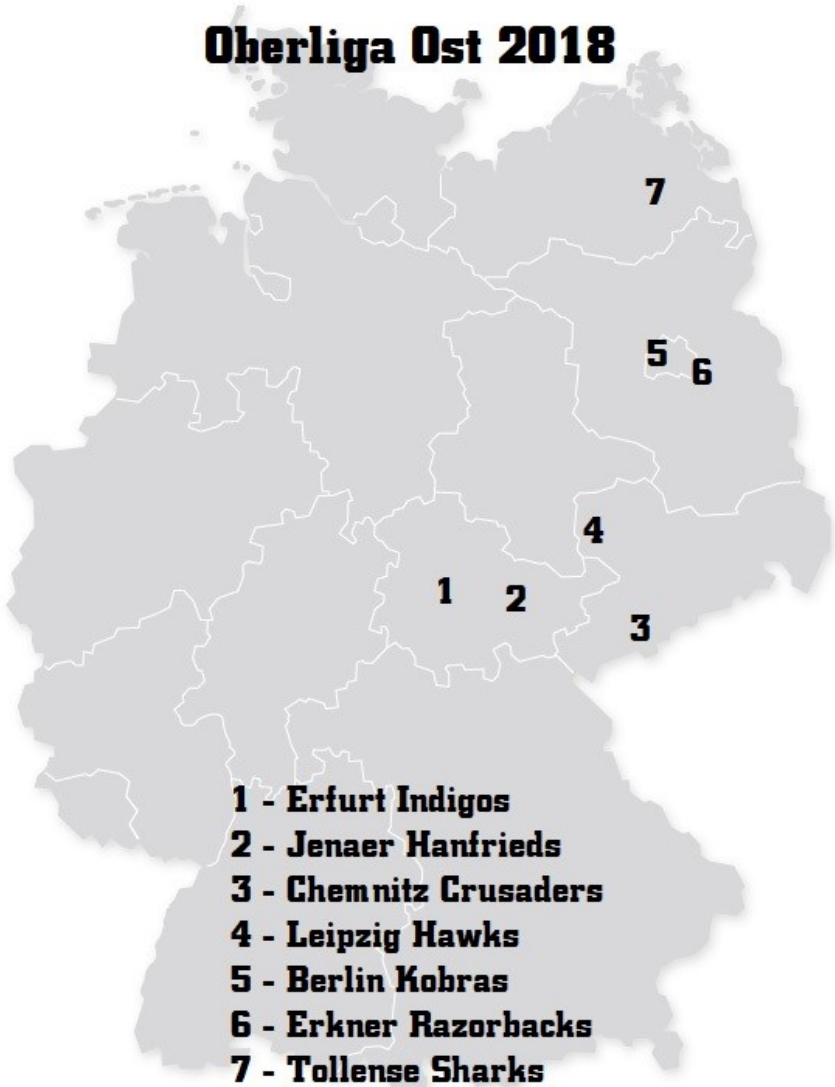 Oberliga Ost 2018
7
5
6
4
1
2
3
1 - Erfurt Indigos
2 - Jenaer Hanfrieds
3 - Chemnitz Crusaders
4 - Leipzig Hawks
5 - Berlin Kobras
6 - Erkner Razorbacks
7 - Tollense Sharks